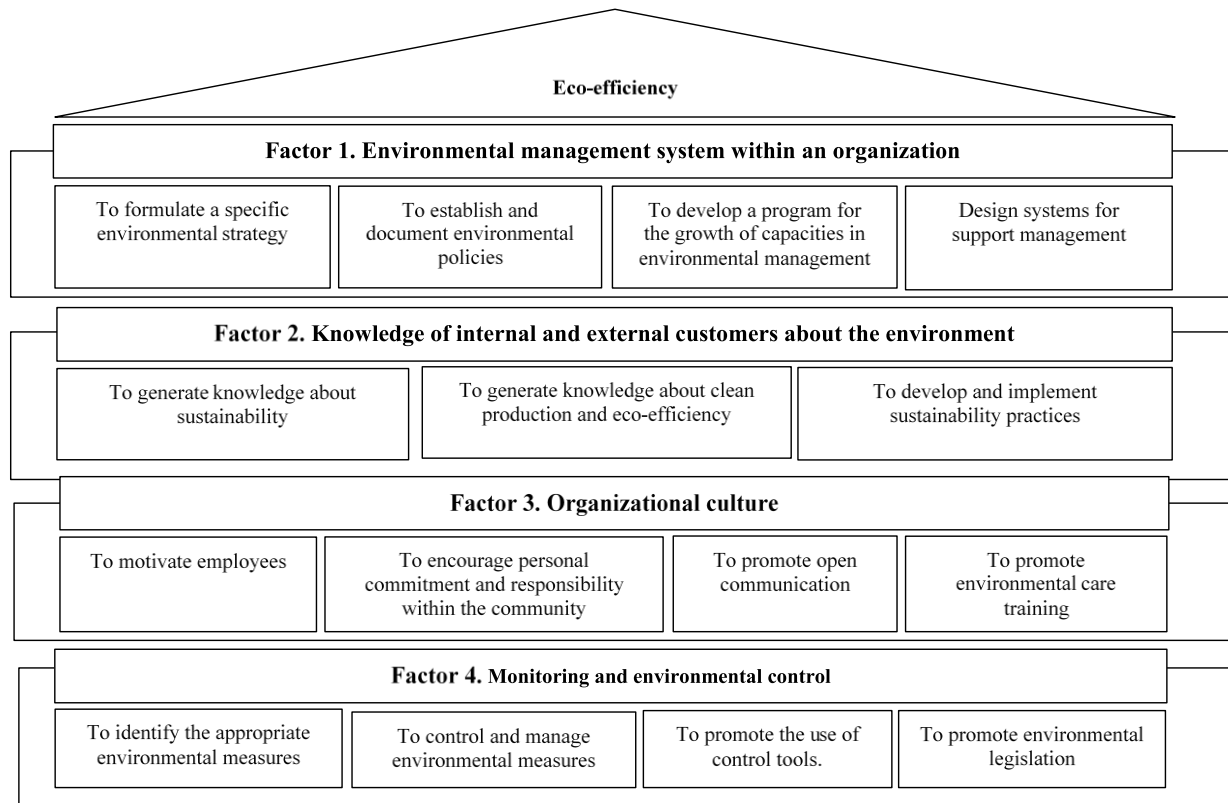 Eco-efficiency
Factor 1. Environmental management system within an organization
To formulate a specific
environmental strategy
To establish and
document environmental
policies
To develop a program for
the growth of capacities in
environmental management
Design systems for
support management
Factor 2. Knowledge of internal and external customers about the environment
To generate knowledge about
sustainability
To generate knowledge about clean
production and eco-efficiency
To develop and implement
sustainability practices
Factor 3. Organizational culture
To motivate employees
To encourage personal
commitment and responsibility
within the community
To promote open
communication
To promote
environmental care
training
Factor 4. Monitoring and environmental control
To identify the appropriate
environmental measures
To control and manage
environmental measures
To promote the use of
control tools.
To promote environmental
legislation